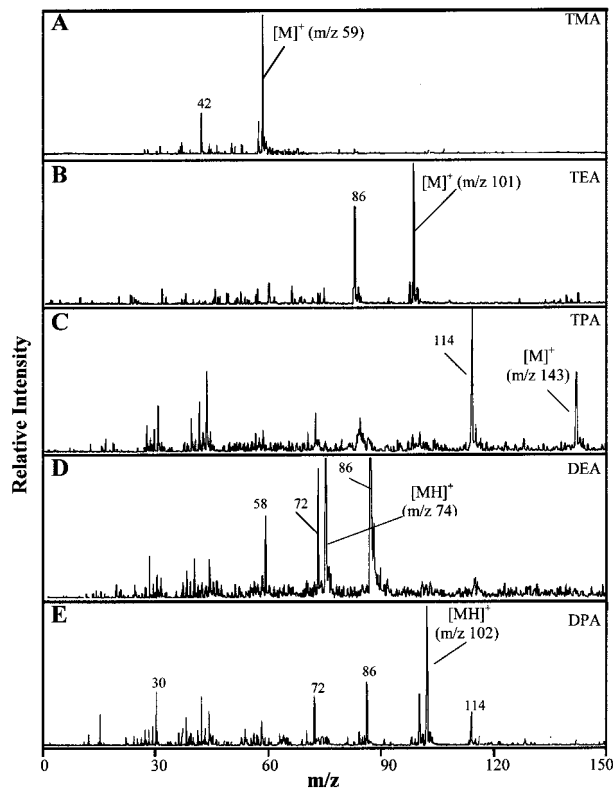 A
TMA
[M]+ (m/z 59)
42
B
TEA
[M]+ (m/z 101)
86
C
TPA
114
[M]+
(m/z 143)
D
DEA
86
[MH]+
(m/z 74)
72
58
E
DPA
[MH]+
(m/z 102)
30
72
86
114
0
30
60
90
120
150
m/z
Relative Intensity